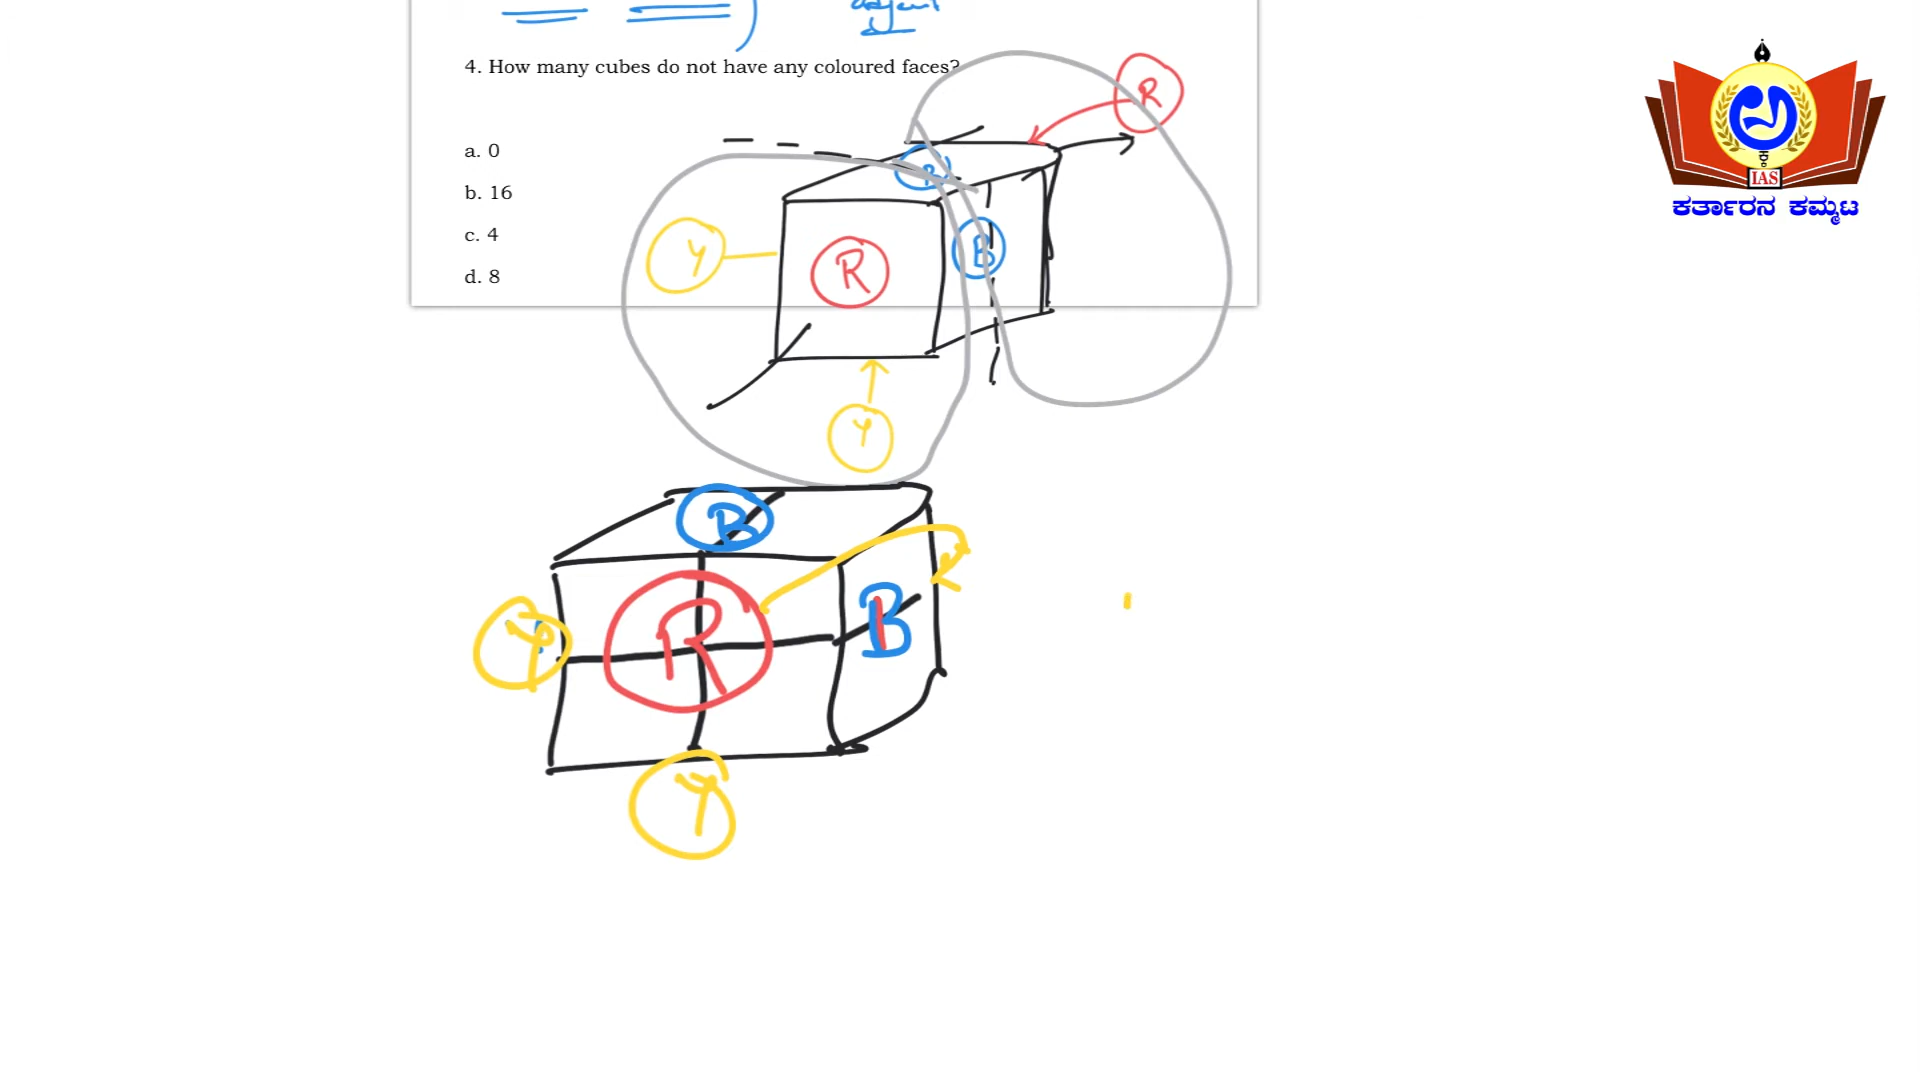 adjent
4. How many cubes do not have any coloured faces?
R
a. 0
B
b. 16
Y
R
B
c. 4
d. 8
Y
B
R
B
Y
Y
ಅ
IAS
ಕರ್ತಾರನ ಕಮ್ಮಟ